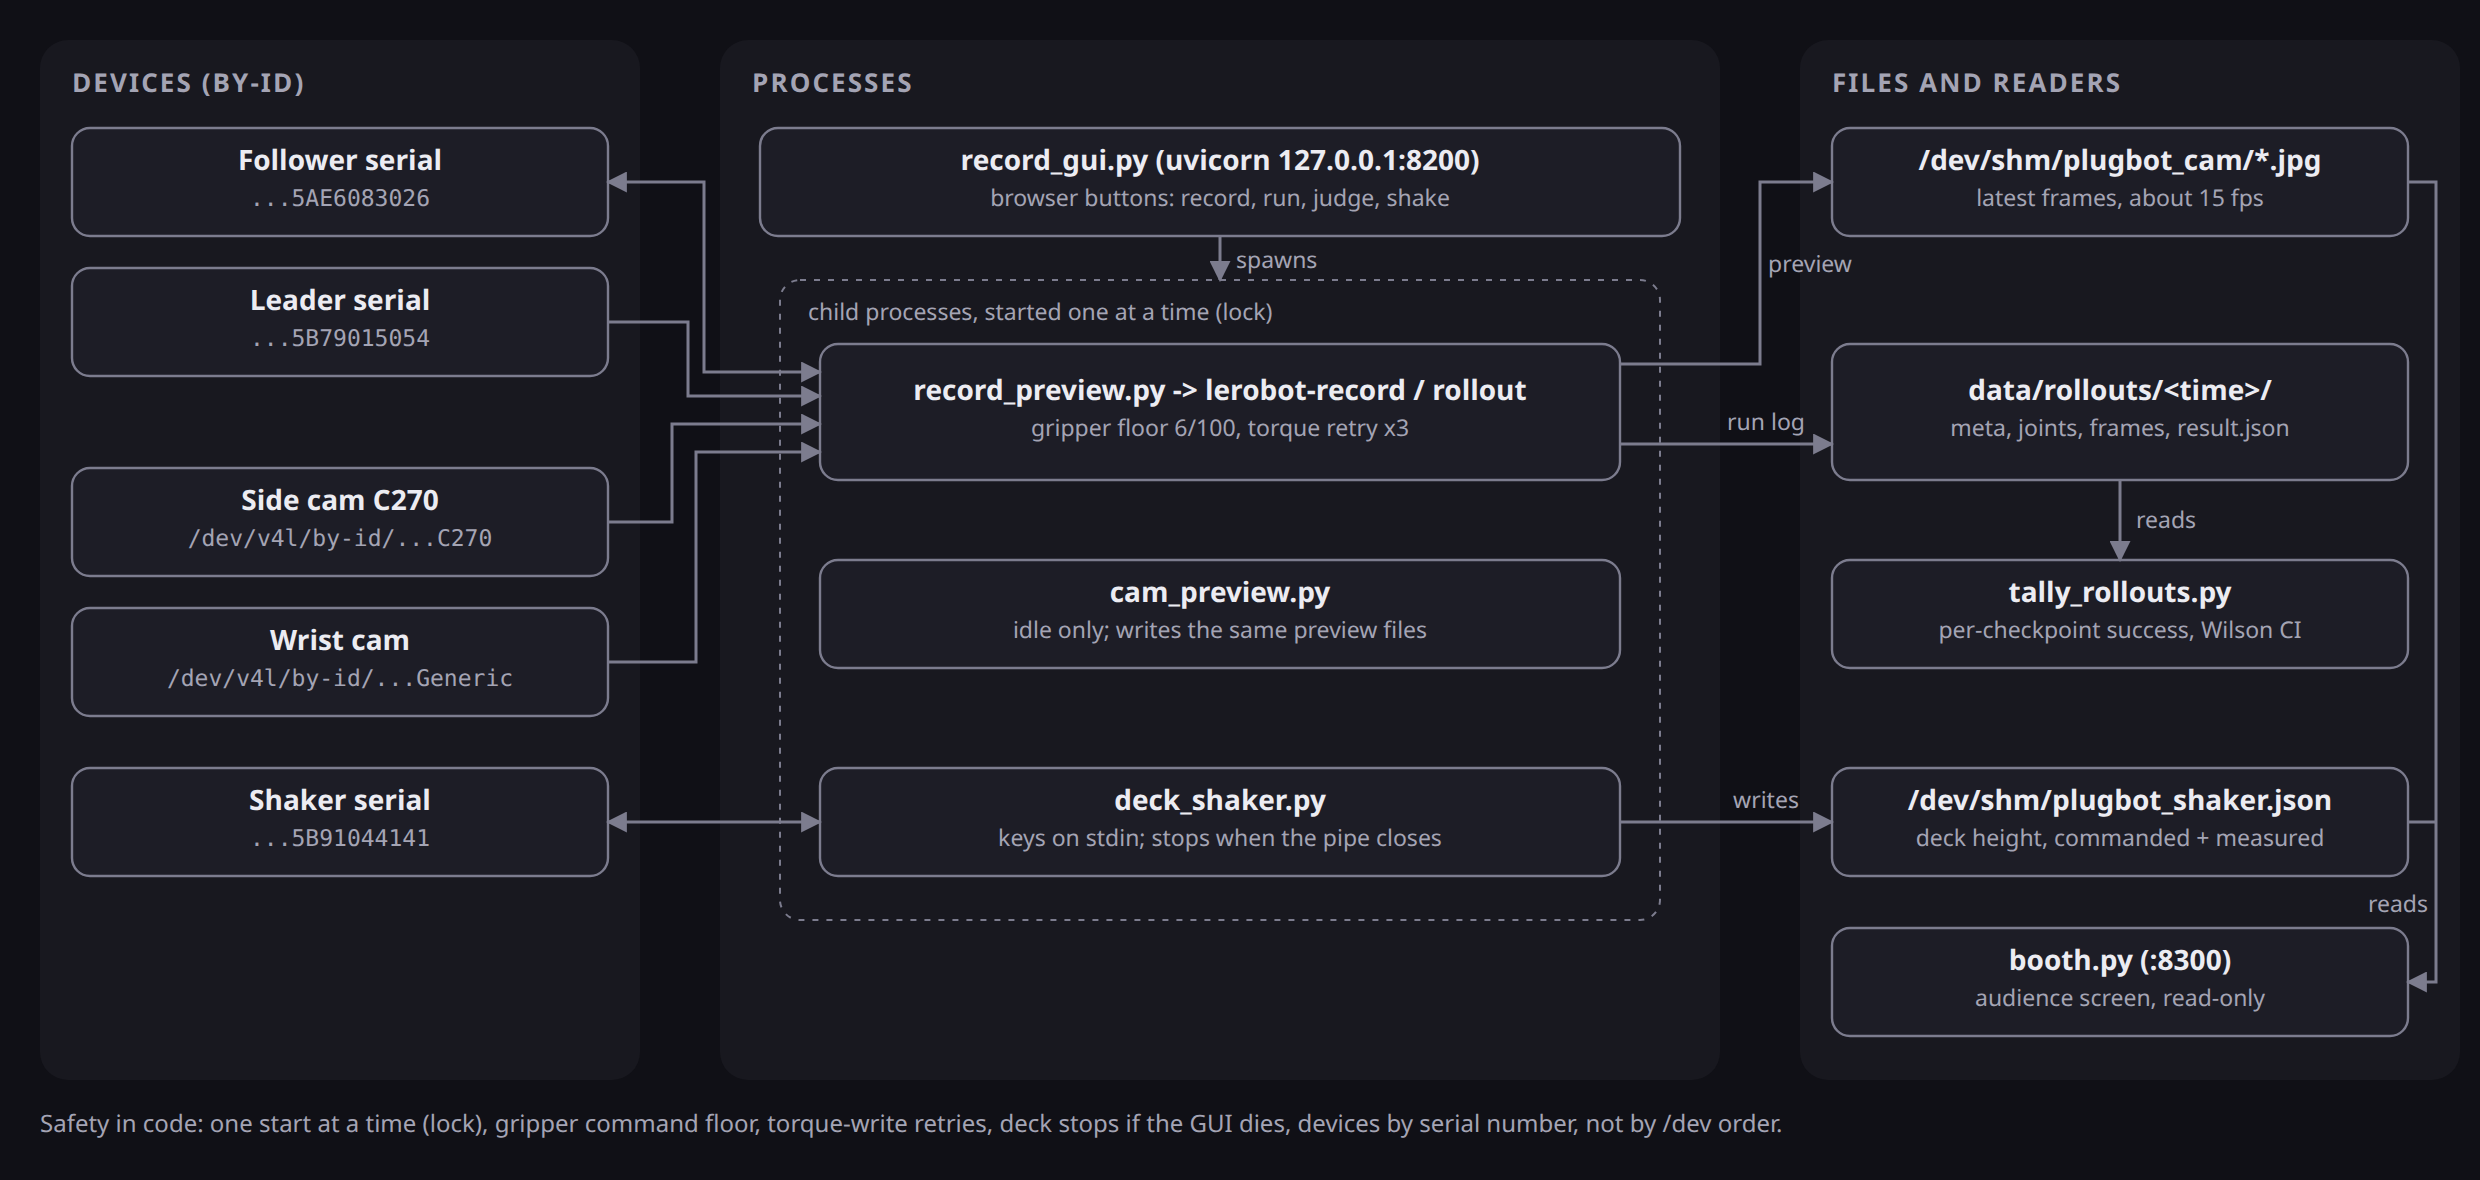 DEVICES (BY-ID)
Follower serial
...5AE6083026
Leader serial
...5B79015054
Side cam C270
/dev/v4l/by-id/...C270
Wrist cam
/dev/v4l/by-id/...Generic
Shaker serial
...5B91044141
PROCESSES
record_gui.py (uvicorn 127.0.0.1:8200)
browser buttons: record, run, judge, shake
spawns
child processes, started one at a time (lock)
record_preview.py -> lerobot-record / rollout
gripper floor 6/100, torque retry x3
cam_preview.py
idle only; writes the same preview files
deck_shaker.py
keys on stdin; stops when the pipe closes
preview
run log
writes
FILES AND READERS
/dev/shm/plugbot_cam/*.jpg
latest frames, about 15 fps
data/rollouts/<time>/
meta, joints, frames, result.json
reads
tally_rollouts.py
per-checkpoint success, Wilson CI
/dev/shm/plugbot_shaker.json
deck height, commanded + measured
reads
booth.py (:8300)
audience screen, read-only
Safety in code: one start at a time (lock), gripper command floor, torque-write retries, deck stops if the GUI dies, devices by serial number, not by /dev order.